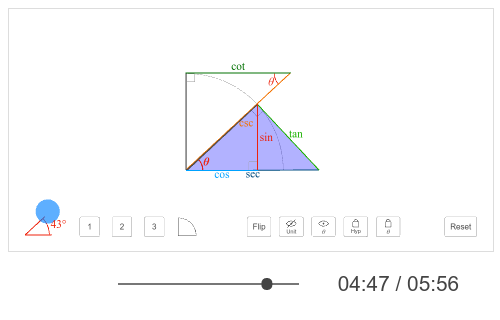 cot
θ
csc
sin
tan
θ
cos
sec
43°
1
2
3
Flip
Unit
θ
Hyp
θ
Reset
04:47 / 05:56